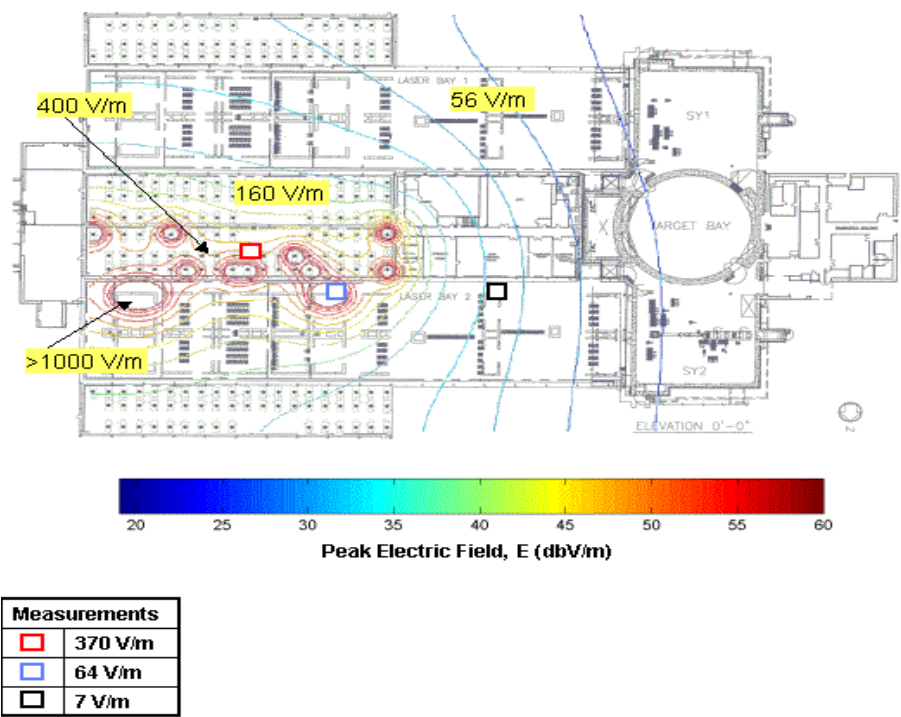 LASER BAY 1
56 V/m
400 V/m
SY1
160 V/m
TARGET BAY
LASER BAY 2
>1000 V/m
SY2
ELEVATION 0'-0"
N
20 25 30 35 40 45 50 55 60
Peak Electric Field, E (dbV/m)
Measurements
370 V/m
64 V/m
7 V/m